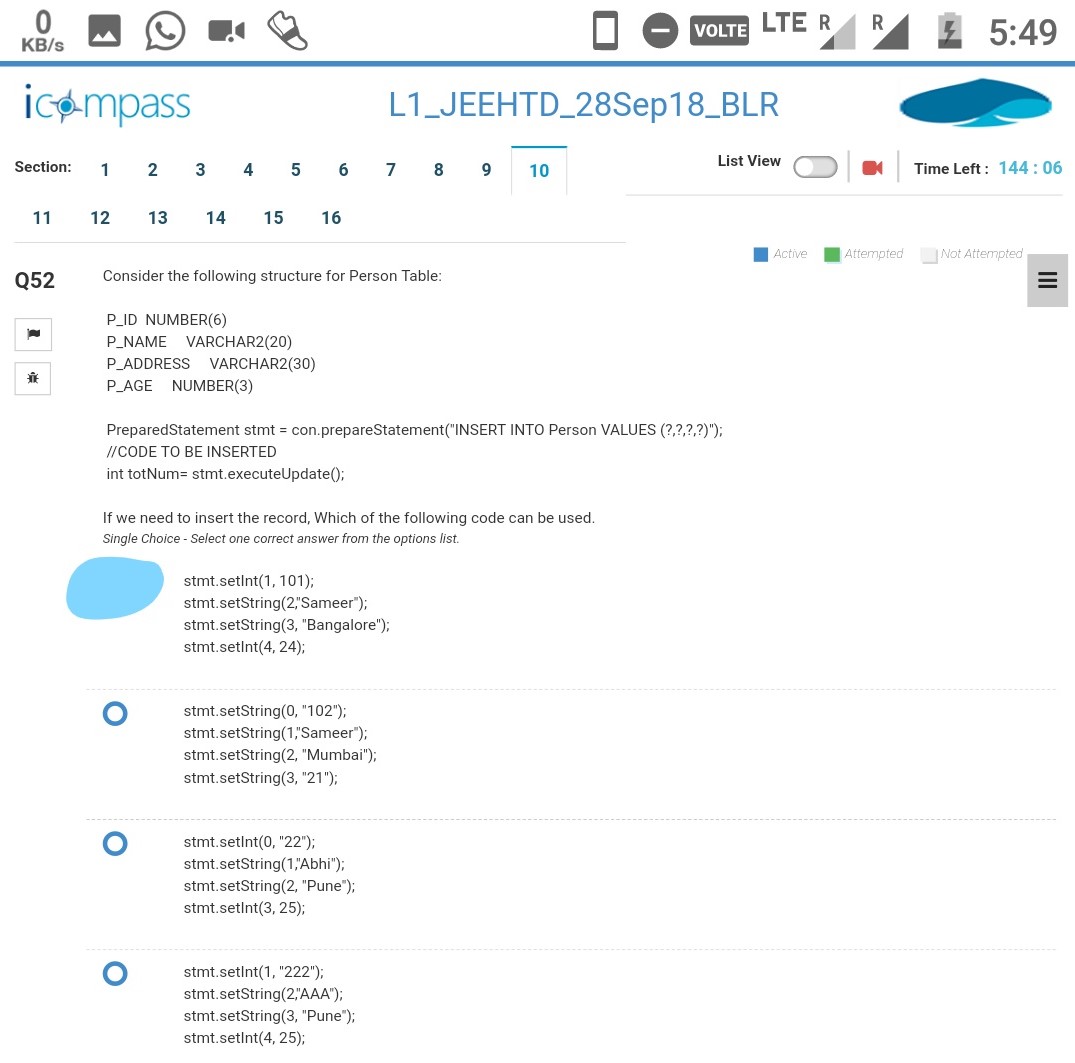 0
KB/s
VOLTE LTE R R 5:49
icompass
L1_JEEHTD_28Sep18_BLR
Section: 1 2 3 4 5 6 7 8 9 10
List View
Time Left : 144 : 06
11 12 13 14 15 16
Active Attempted Not Attempted
Q52
Consider the following structure for Person Table:
P_ID NUMBER(6)
P_NAME VARCHAR2(20)
P_ADDRESS VARCHAR2(30)
P_AGE NUMBER(3)
PreparedStatement stmt = con.prepareStatement("INSERT INTO Person VALUES (?,?,?,?)");
//CODE TO BE INSERTED
int totNum= stmt.executeUpdate();
If we need to insert the record, Which of the following code can be used.
Single Choice - Select one correct answer from the options list.
stmt.setInt(1, 101);
stmt.setString(2,"Sameer");
stmt.setString(3, "Bangalore");
stmt.setInt(4, 24);
stmt.setString(0, "102");
stmt.setString(1,"Sameer");
stmt.setString(2, "Mumbai");
stmt.setString(3, "21");
stmt.setInt(0, "22");
stmt.setString(1,"Abhi");
stmt.setString(2, "Pune");
stmt.setInt(3, 25);
stmt.setInt(1, "222");
stmt.setString(2,"AAA");
stmt.setString(3, "Pune");
stmt.setInt(4, 25);